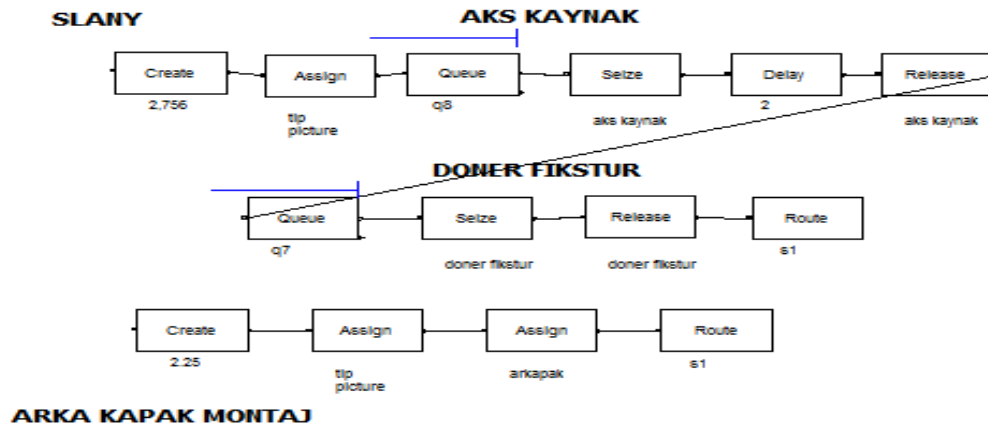 SLANY
AKS KAYNAK
Create
Assign
Queue
Seize
Delay
Release
2,756
tip
picture
q8
aks kaynak
2
aks kaynak
DONER FIKSTUR
Queue
Seize
Release
Route
q7
doner fikstur
doner fikstur
s1
Create
Assign
Assign
Route
2.25
tip
picture
arkapak
s1
ARKA KAPAK MONTAJ